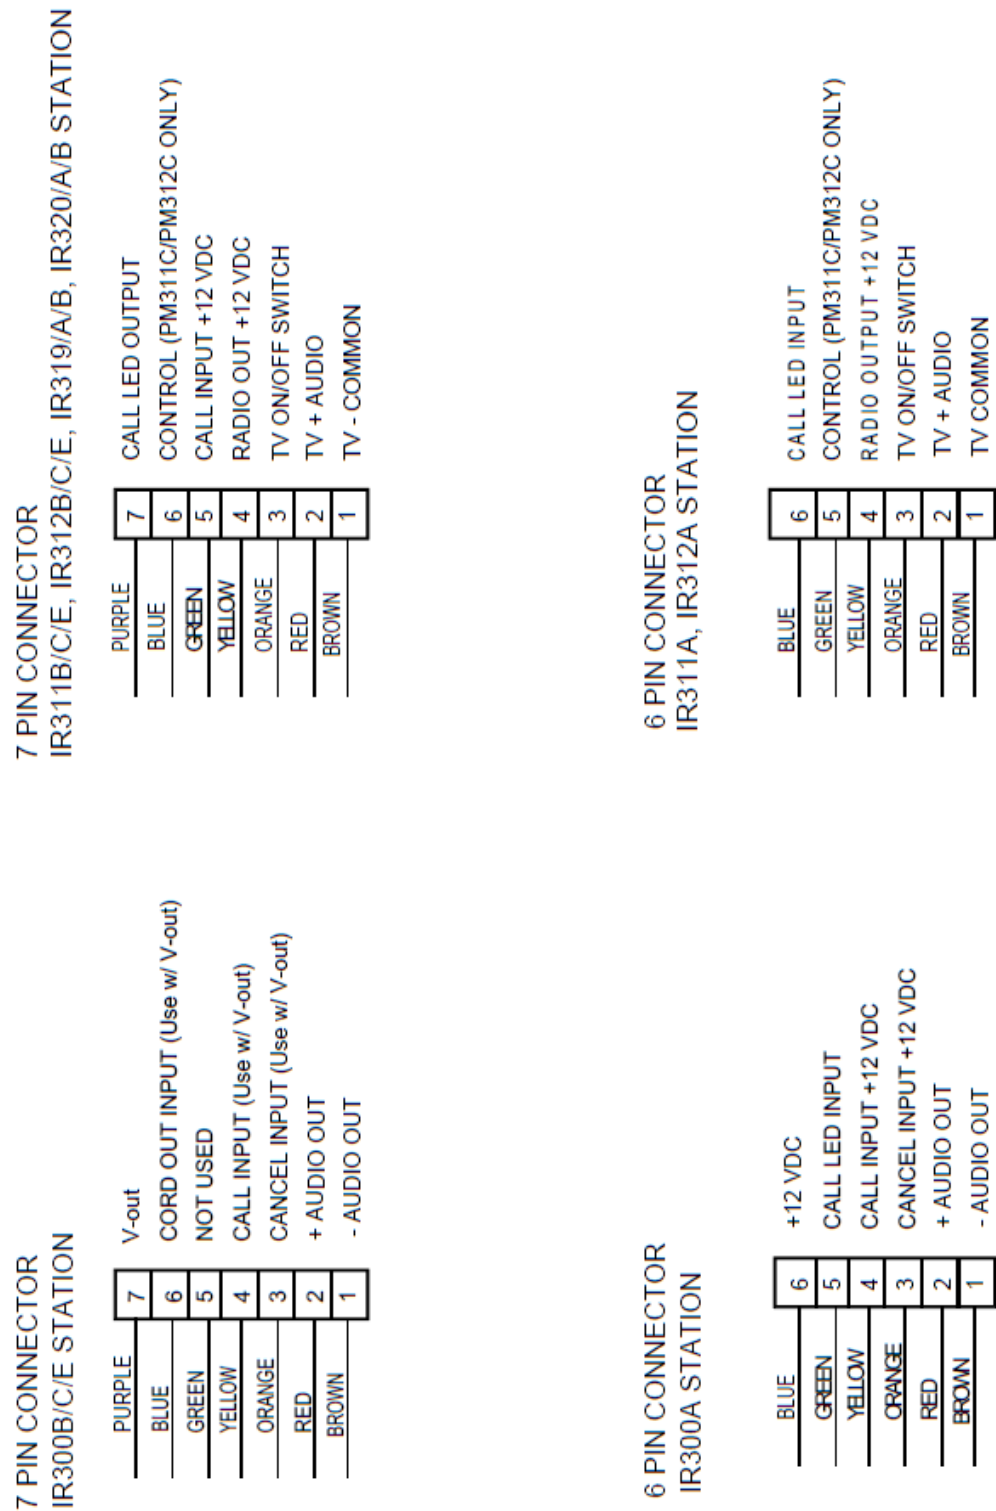 7 PIN CONNECTOR
IR300B/C/E STATION
PURPLE 7 V-out
BLUE 6 CORD OUT INPUT (Use w/ V-out)
GREEN 5 NOT USED
YELLOW 4 CALL INPUT (Use w/ V-out)
ORANGE 3 CANCEL INPUT (Use w/ V-out)
RED 2 + AUDIO OUT
BROWN 1 - AUDIO OUT
7 PIN CONNECTOR
IR311B/C/E, IR312B/C/E, IR319/A/B, IR320/A/B STATION
PURPLE 7 CALL LED OUTPUT
BLUE 6 CONTROL (PM311C/PM312C ONLY)
GREEN 5 CALL INPUT +12 VDC
YELLOW 4 RADIO OUT +12 VDC
ORANGE 3 TV ON/OFF SWITCH
RED 2 TV + AUDIO
BROWN 1 TV - COMMON
6 PIN CONNECTOR
IR300A STATION
BLUE 6 +12 VDC
GREEN 5 CALL LED INPUT
YELLOW 4 CALL INPUT +12 VDC
ORANGE 3 CANCEL INPUT +12 VDC
RED 2 + AUDIO OUT
BROWN 1 - AUDIO OUT
6 PIN CONNECTOR
IR311A, IR312A STATION
BLUE 6 CALL LED INPUT
GREEN 5 CONTROL (PM311C/PM312C ONLY)
YELLOW 4 RADIO OUTPUT +12 VDC
ORANGE 3 TV ON/OFF SWITCH
RED 2 TV + AUDIO
BROWN 1 TV COMMON